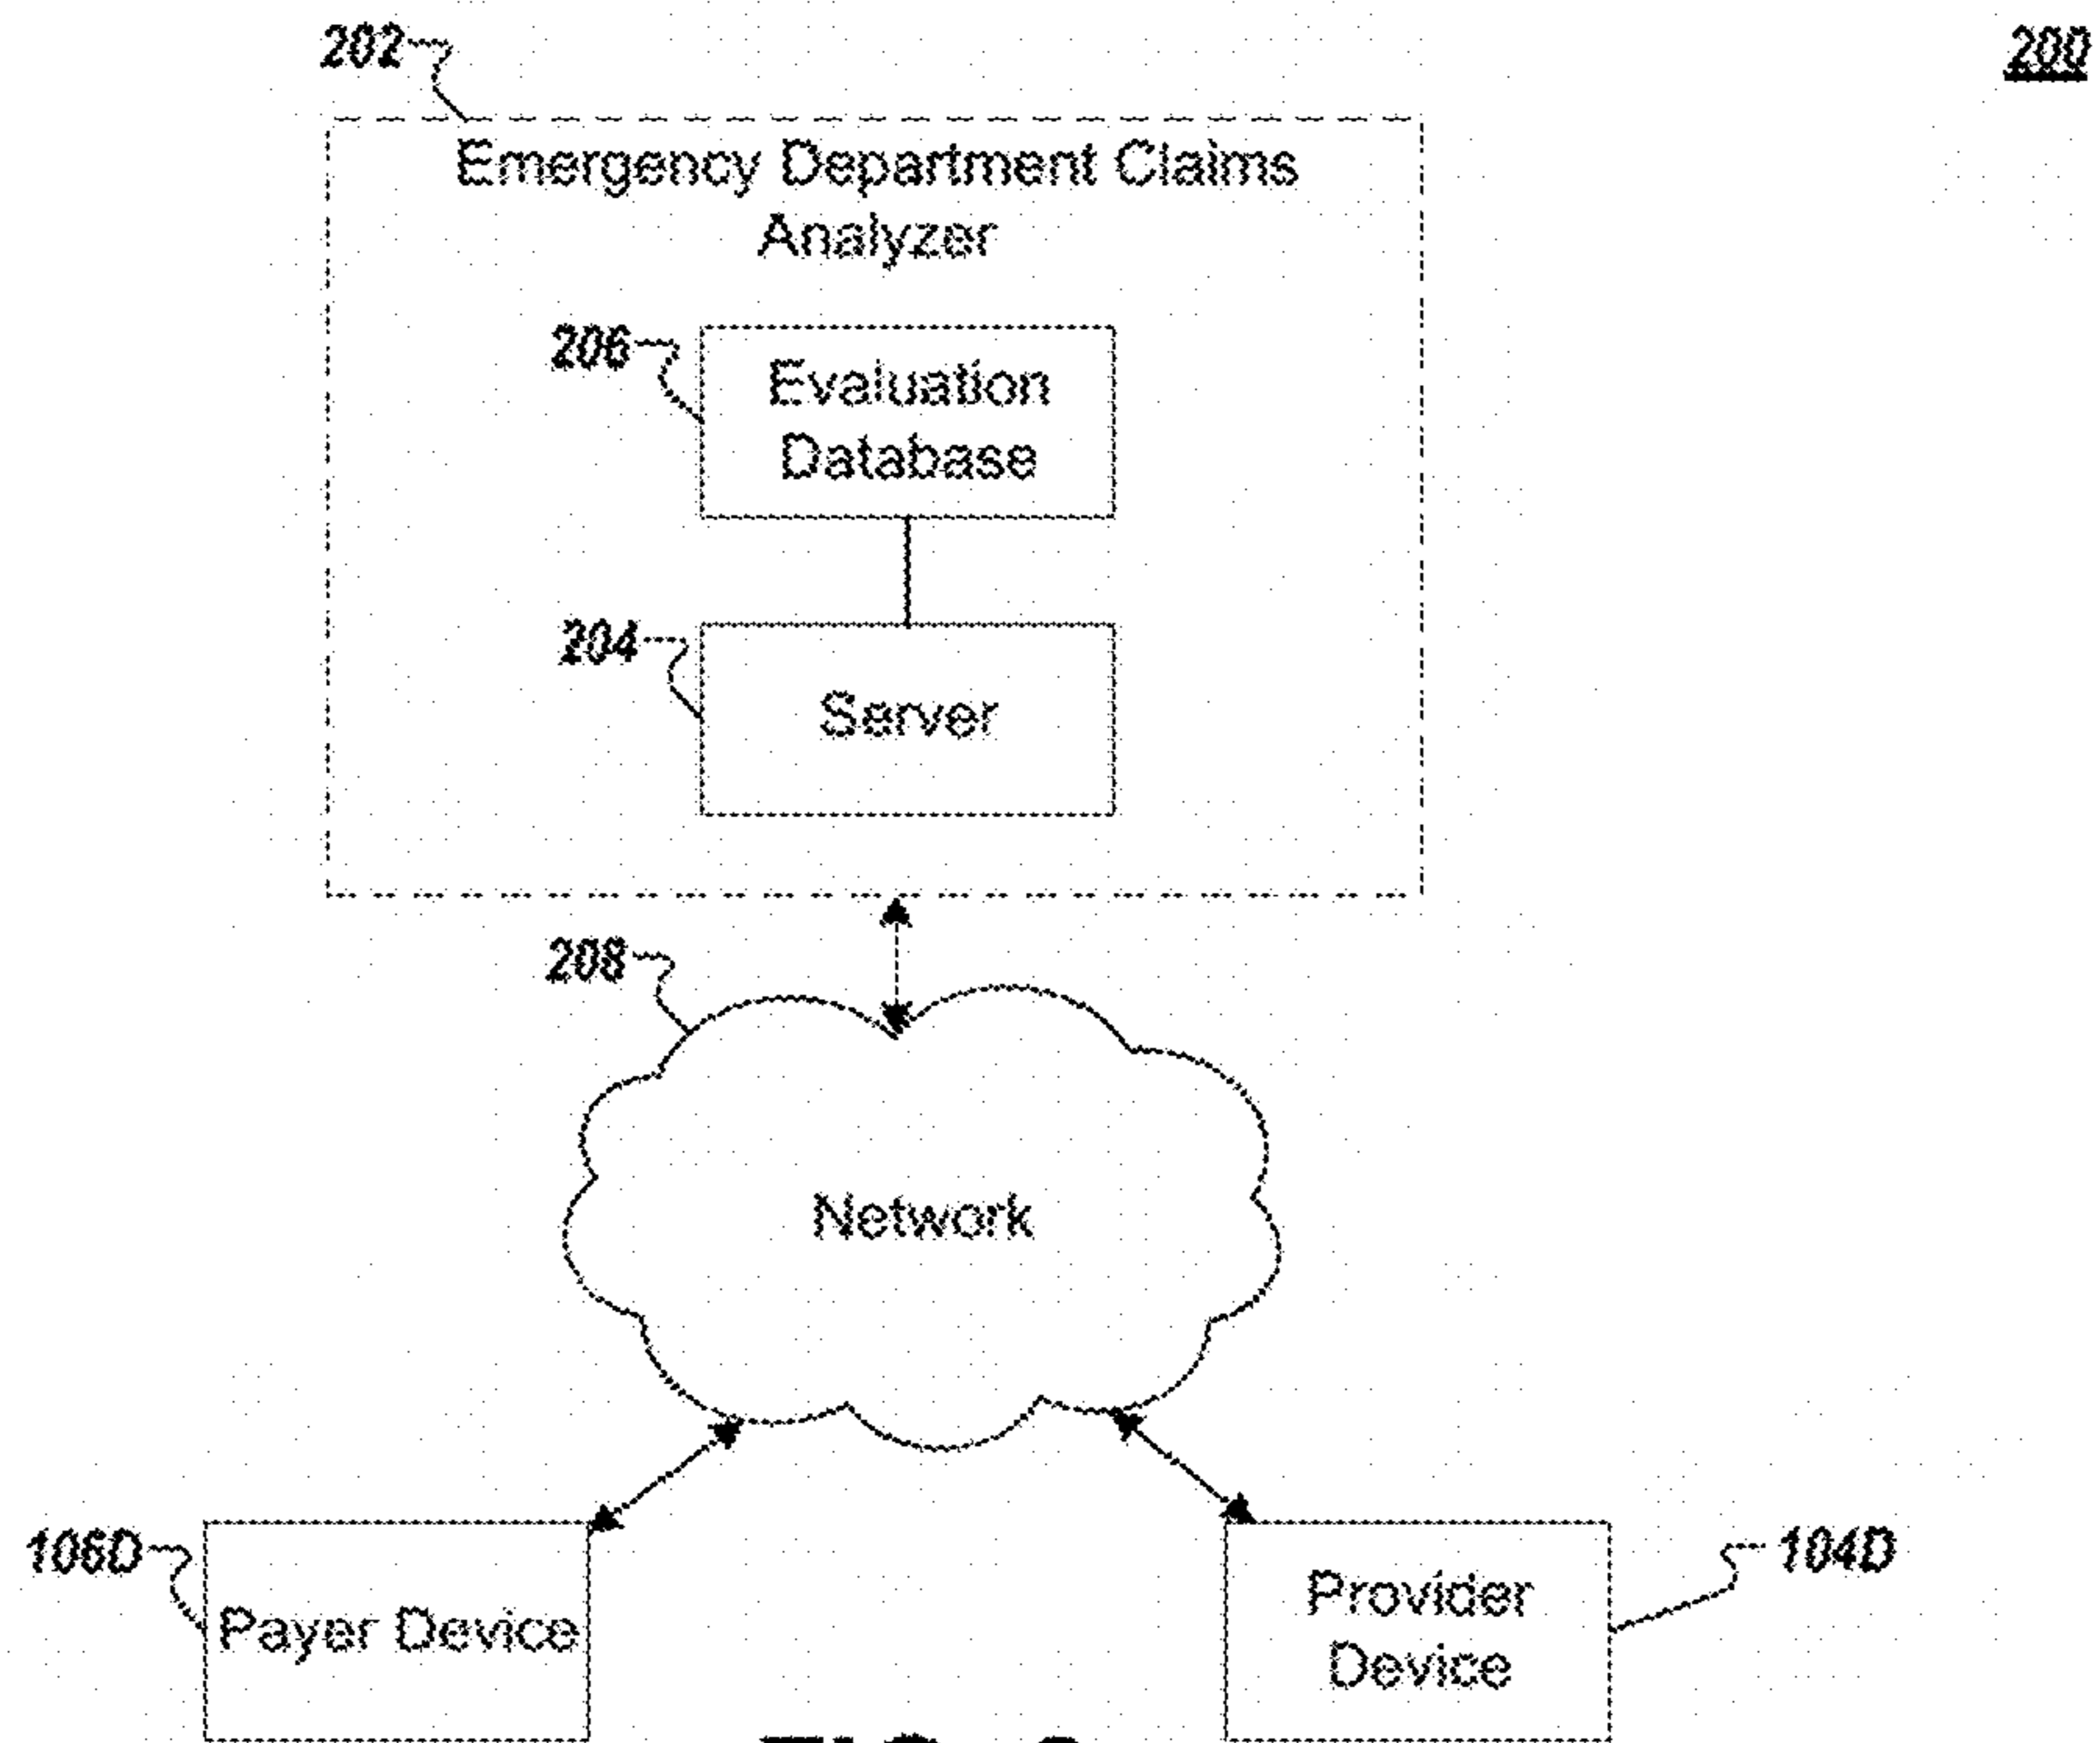 202
200
Emergency Department Claims
Analyzer
206
Evaluation
Database
204
Server
208
Network
106D
Payer Device
104D
Provider
Device